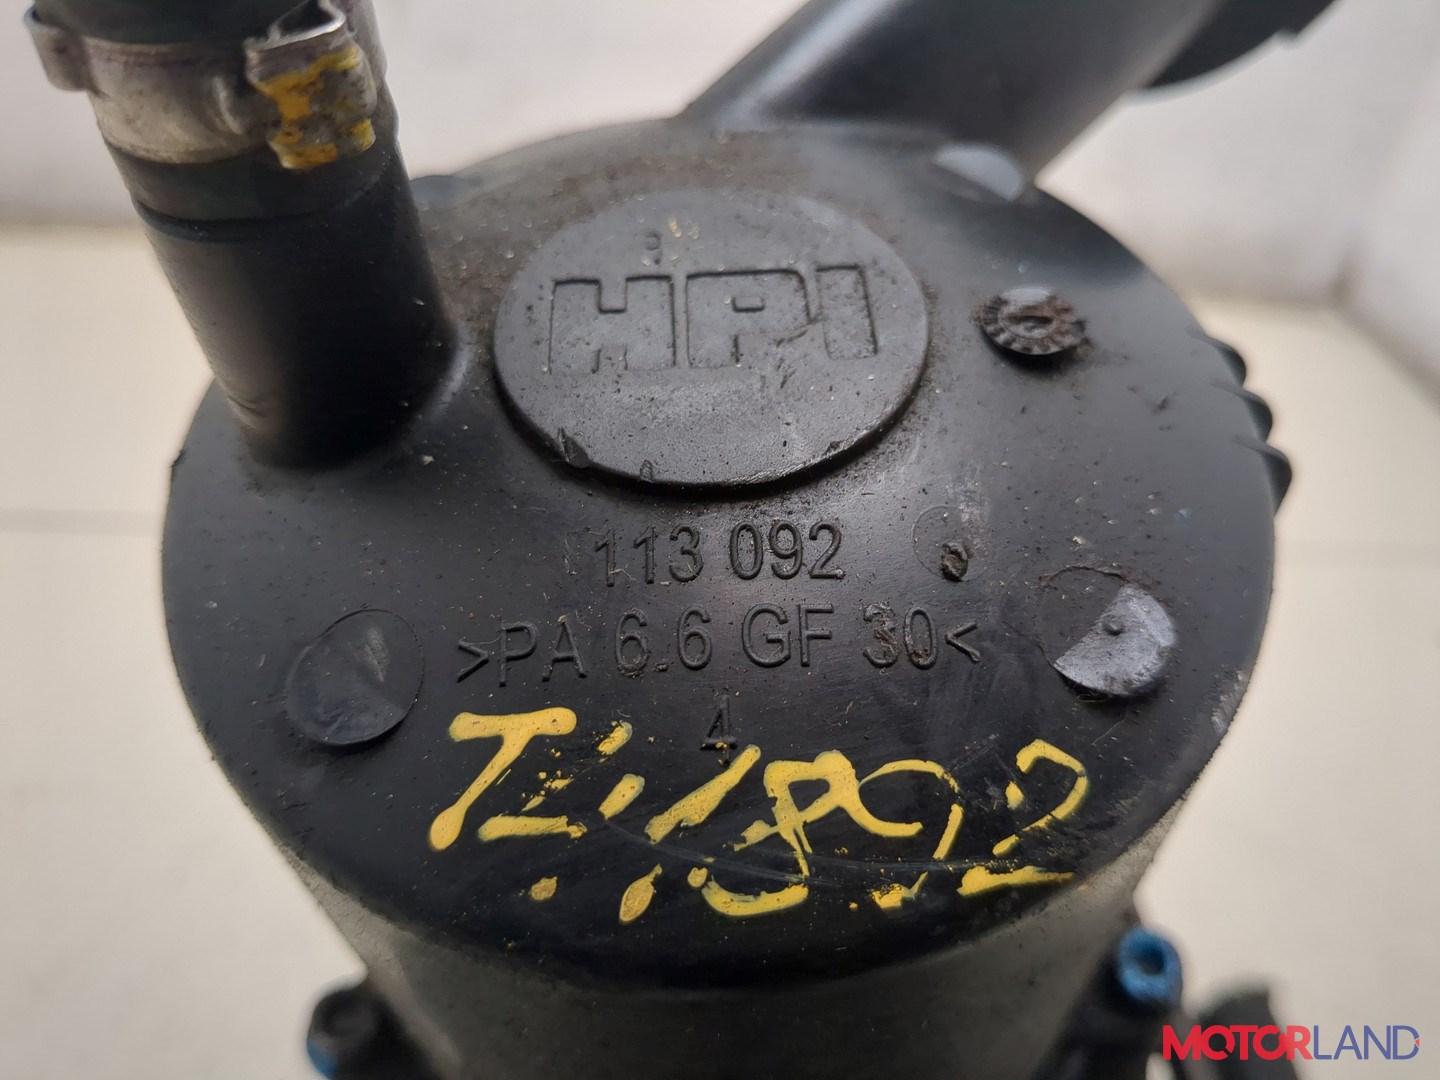 HPI
113 092
>PA 6.6 GF 30<
4
MOTORLAND